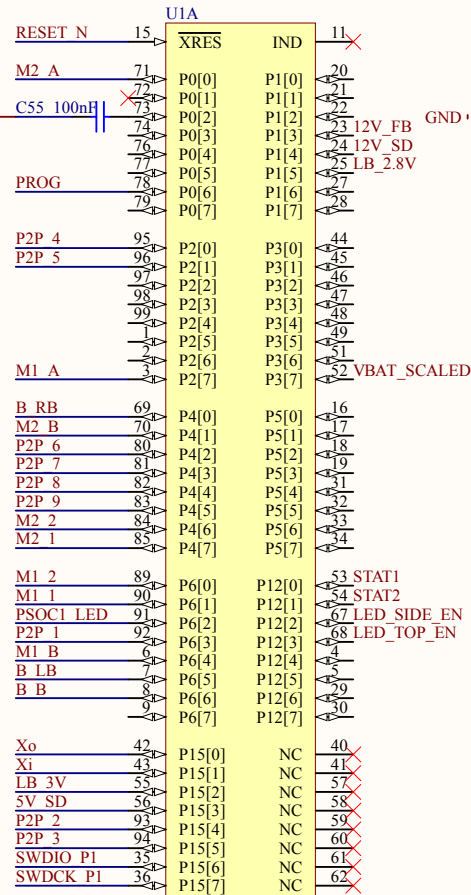 U1A
RESET_N 15 XRES IND 11
M2_A 71 P0[0] P1[0] 20
72 P0[1] P1[1] 21
C55 100nF 73 P0[2] P1[2] 22 GND
74 P0[3] P1[3] 23 12V_FB
76 P0[4] P1[4] 24 12V_SD
77 P0[5] P1[5] 25 LB_2.8V
PROG 78 P0[6] P1[6] 27
79 P0[7] P1[7] 28
P2P_4 95 P2[0] P3[0] 44
P2P_5 96 P2[1] P3[1] 45
97 P2[2] P3[2] 46
98 P2[3] P3[3] 47
99 P2[4] P3[4] 48
1 P2[5] P3[5] 49
2 P2[6] P3[6] 51
M1_A 3 P2[7] P3[7] 52 VBAT_SCALED
B_RB 69 P4[0] P5[0] 16
M2_B 70 P4[1] P5[1] 17
P2P_6 80 P4[2] P5[2] 18
P2P_7 81 P4[3] P5[3] 19
P2P_8 82 P4[4] P5[4] 31
P2P_9 83 P4[5] P5[5] 32
M2_2 84 P4[6] P5[6] 33
M2_1 85 P4[7] P5[7] 34
M1_2 89 P6[0] P12[0] 53 STAT1
M1_1 90 P6[1] P12[1] 54 STAT2
PSOC1_LED 91 P6[2] P12[2] 67 LED_SIDE_EN
P2P_1 92 P6[3] P12[3] 68 LED_TOP_EN
M1_B 6 P6[4] P12[4] 4
B_LB 7 P6[5] P12[5] 5
B_B 8 P6[6] P12[6] 29
9 P6[7] P12[7] 30
Xo 42 P15[0] NC 40
Xi 43 P15[1] NC 41
LB_3V 55 P15[2] NC 57
5V_SD 56 P15[3] NC 58
P2P_2 93 P15[4] NC 59
P2P_3 94 P15[5] NC 60
SWDIO_P1 35 P15[6] NC 61
SWDCK_P1 36 P15[7] NC 62